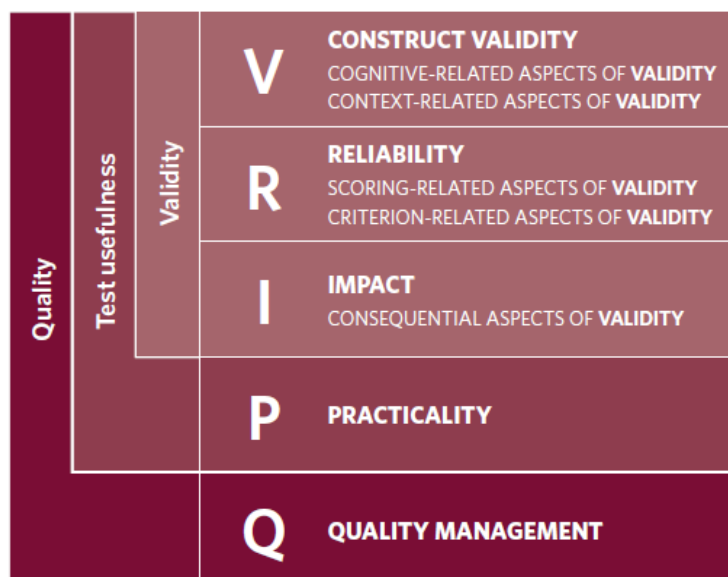 Quality
Test usefulness
Validity
V
CONSTRUCT VALIDITY
COGNITIVE-RELATED ASPECTS OF VALIDITY
CONTEXT-RELATED ASPECTS OF VALIDITY
R
RELIABILITY
SCORING-RELATED ASPECTS OF VALIDITY
CRITERION-RELATED ASPECTS OF VALIDITY
I
IMPACT
CONSEQUENTIAL ASPECTS OF VALIDITY
P
PRACTICALITY
Q
QUALITY MANAGEMENT